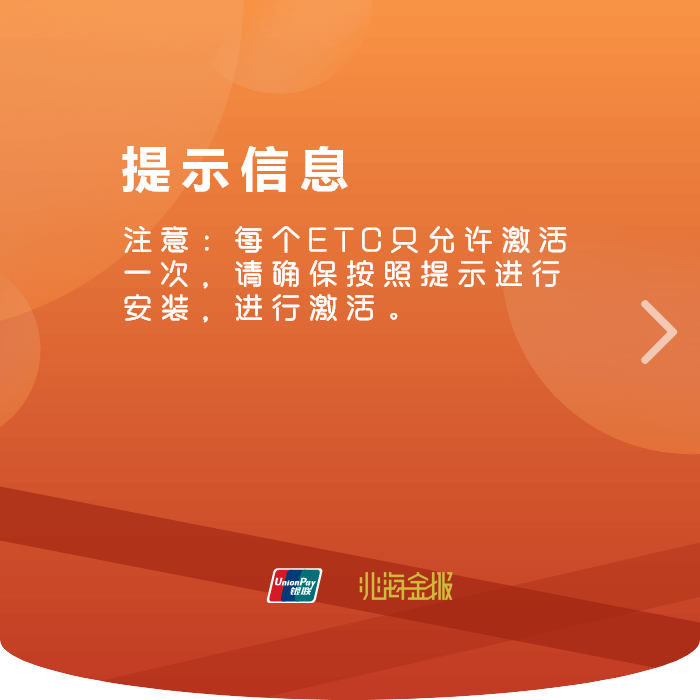 提示信息
注意：每个ETC只允许激活
一次，请确保按照提示进行
安装，进行激活。
UnionPay
银联
北海金服